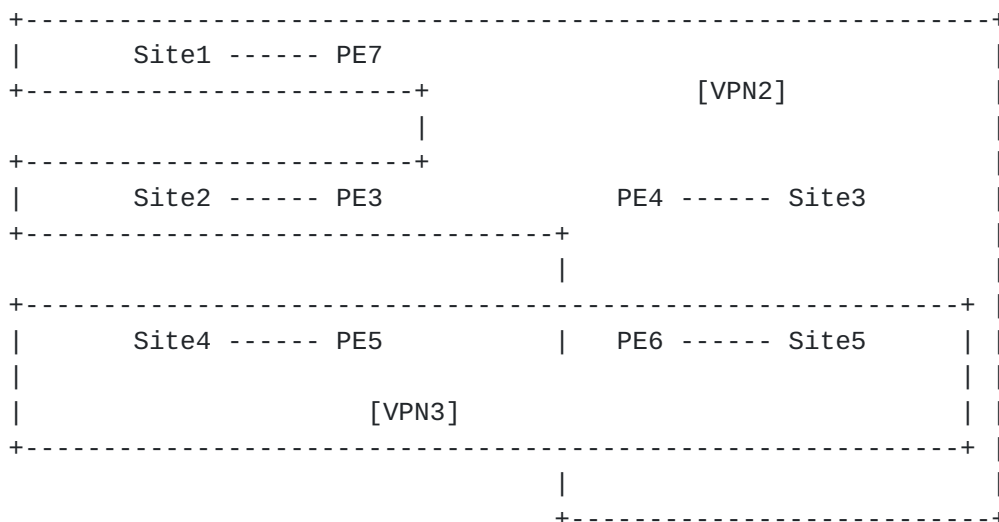 +--------------------------------------------------------------+
|       Site1 ------ PE7                                       |
+-------------------------+                 [VPN2]             |
                          |                                    |
+-------------------------+                                    |
|       Site2 ------ PE3               PE4 ------ Site3        |
+----------------------------------+                           |
                                   |                           |
+------------------------------------------------------------+ |
|       Site4 ------ PE5           |   PE6 ------ Site5      | |
|                                                            | |
|                      [VPN3]                                | |
+------------------------------------------------------------+ |
                                   |                           |
                                   +---------------------------+